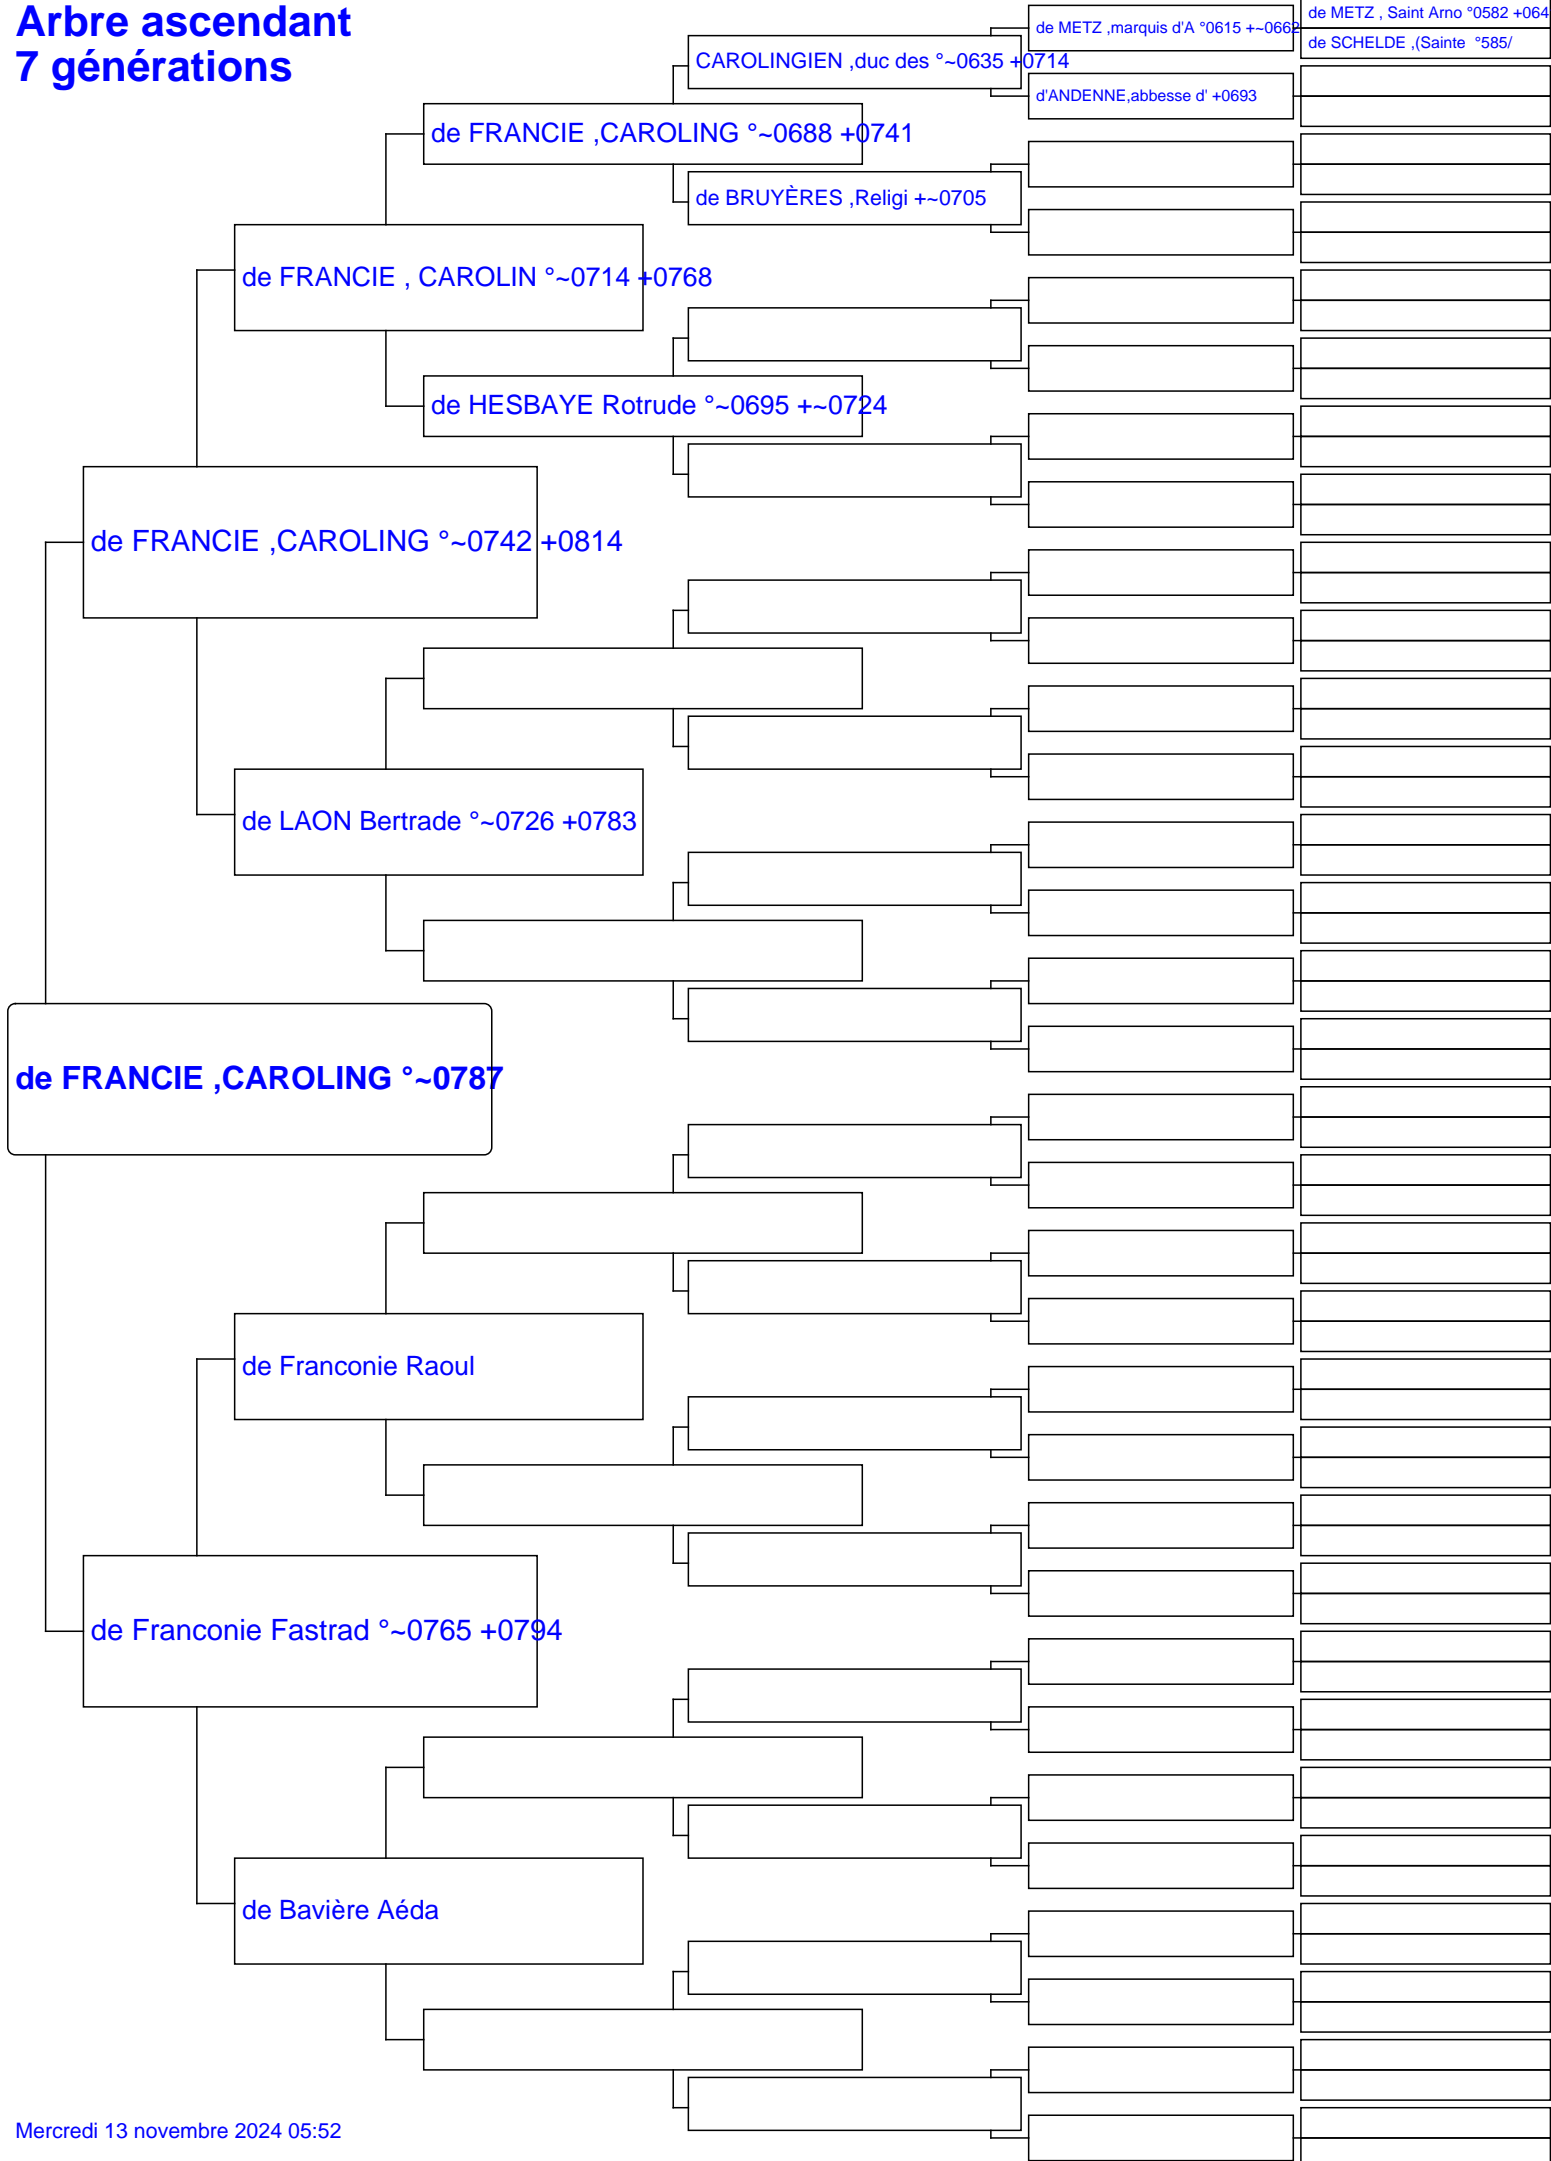 Arbre ascendant
7 générations
de METZ , Saint Arno °0582 +064
de METZ ,marquis d'A °0615 +~0662
de SCHELDE ,(Sainte  °585/
CAROLINGIEN ,duc des °~0635 +0714
d'ANDENNE,abbesse d' +0693
de FRANCIE ,CAROLING °~0688 +0741
de BRUYÈRES ,Religi +~0705
de FRANCIE , CAROLIN °~0714 +0768
de HESBAYE Rotrude °~0695 +~0724
de FRANCIE ,CAROLING °~0742 +0814
de LAON Bertrade °~0726 +0783
de FRANCIE ,CAROLING °~0787
de Franconie Raoul
de Franconie Fastrad °~0765 +0794
de Bavière Aéda
Mercredi 13 novembre 2024 05:52